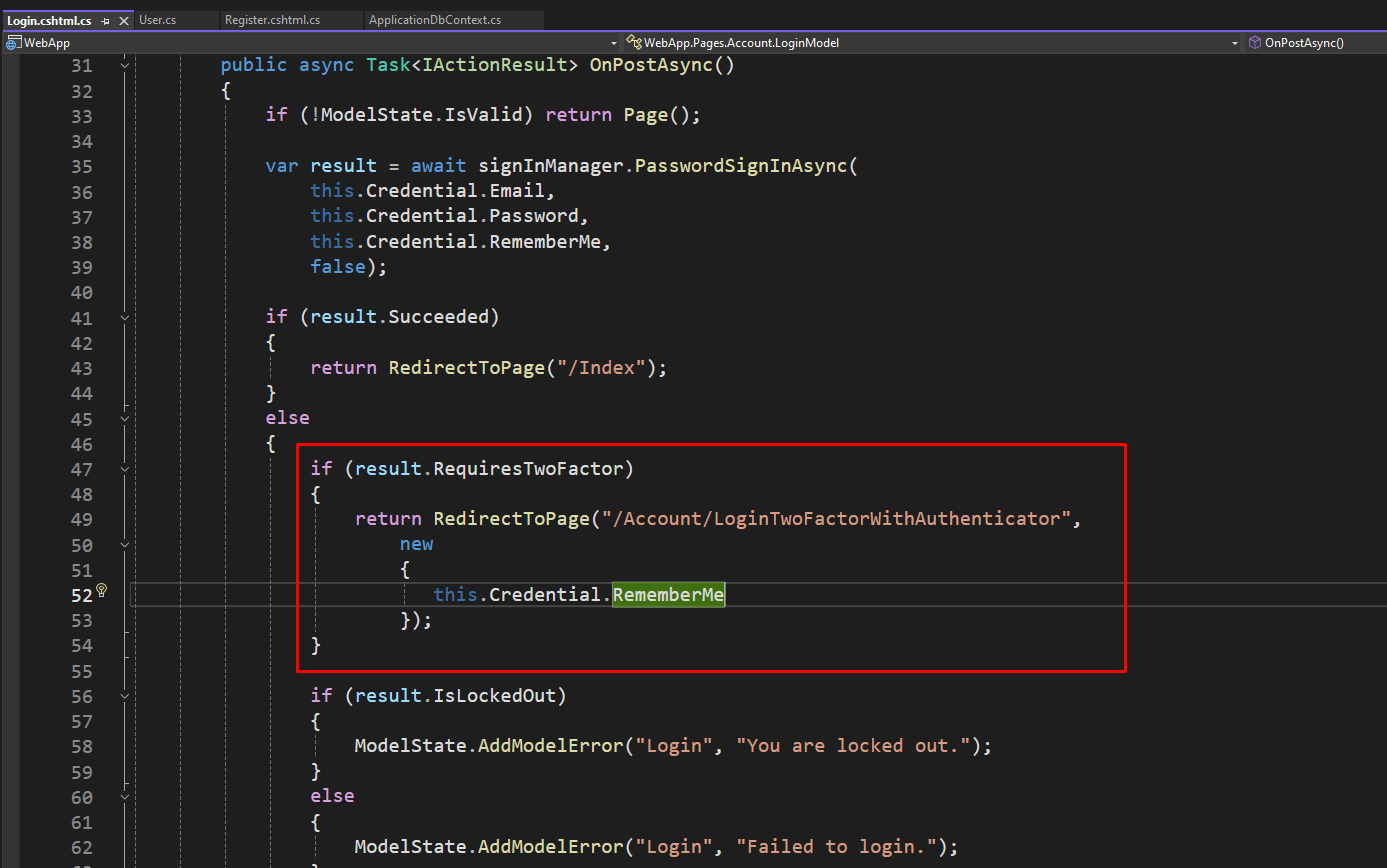 Login.cshtml.cs User.cs Register.cshtml.cs ApplicationDbContext.cs
WebApp WebApp.Pages.Account.LoginModel OnPostAsync()
31 public async Task<IActionResult> OnPostAsync()
32 {
33 if (!ModelState.IsValid) return Page();
34
35 var result = await signInManager.PasswordSignInAsync(
36 this.Credential.Email,
37 this.Credential.Password,
38 this.Credential.RememberMe,
39 false);
40
41 if (result.Succeeded)
42 {
43 return RedirectToPage("/Index");
44 }
45 else
46 {
47 if (result.RequiresTwoFactor)
48 {
49 return RedirectToPage("/Account/LoginTwoFactorWithAuthenticator",
50 new
51 {
52 this.Credential.RememberMe
53 });
54 }
55
56 if (result.IsLockedOut)
57 {
58 ModelState.AddModelError("Login", "You are locked out.");
59 }
60 else
61 {
62 ModelState.AddModelError("Login", "Failed to login.");